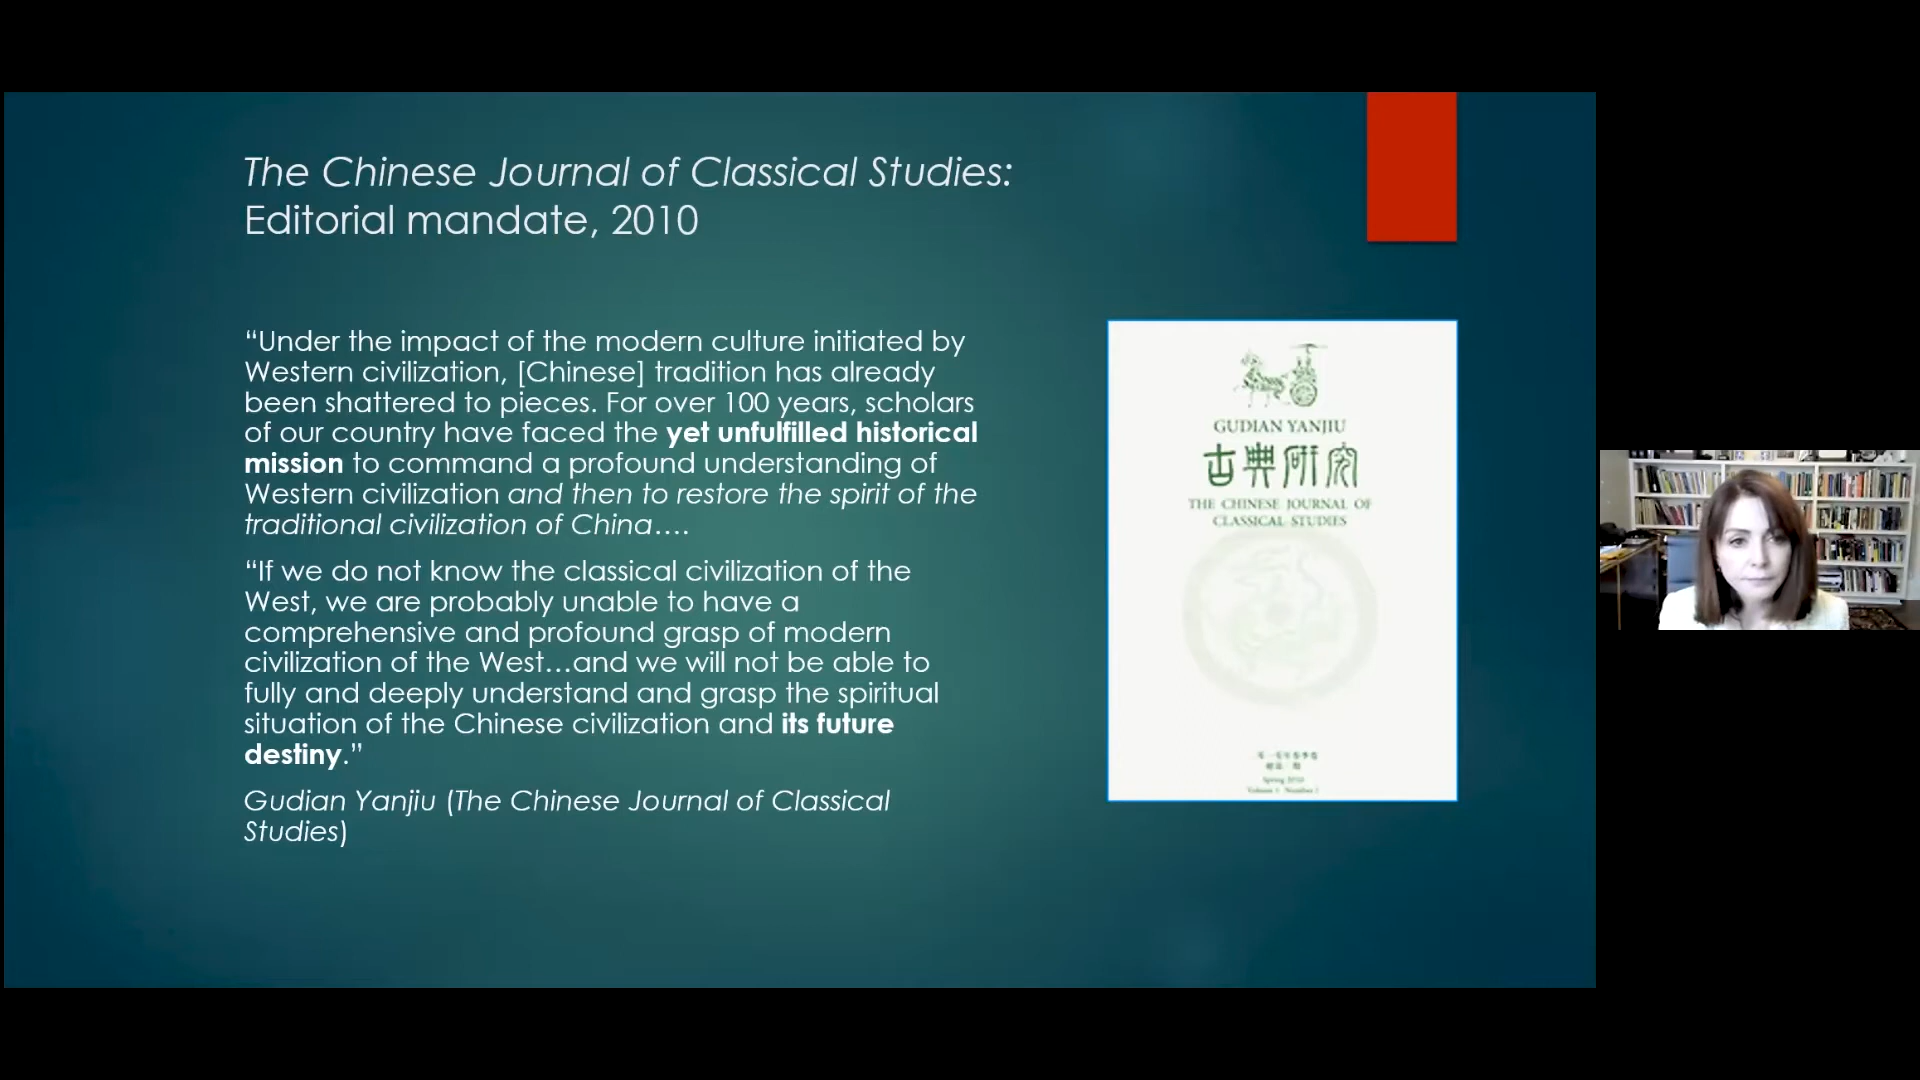 The Chinese Journal of Classical Studies:
Editorial mandate, 2010
“Under the impact of the modern culture initiated by
Western civilization, [Chinese] tradition has already
been shattered to pieces. For over 100 years, scholars
of our country have faced the yet unfulfilled historical
mission to command a profound understanding of
Western civilization and then to restore the spirit of the
traditional civilization of China….
“If we do not know the classical civilization of the
West, we are probably unable to have a
comprehensive and profound grasp of modern
civilization of the West…and we will not be able to
fully and deeply understand and grasp the spiritual
situation of the Chinese civilization and its future
destiny.”
Gudian Yanjiu (The Chinese Journal of Classical
Studies)
GUDIAN YANJIU
古典研究
THE CHINESE JOURNAL OF
CLASSICAL STUDIES
Spring 2010
Volume 1 Number 1